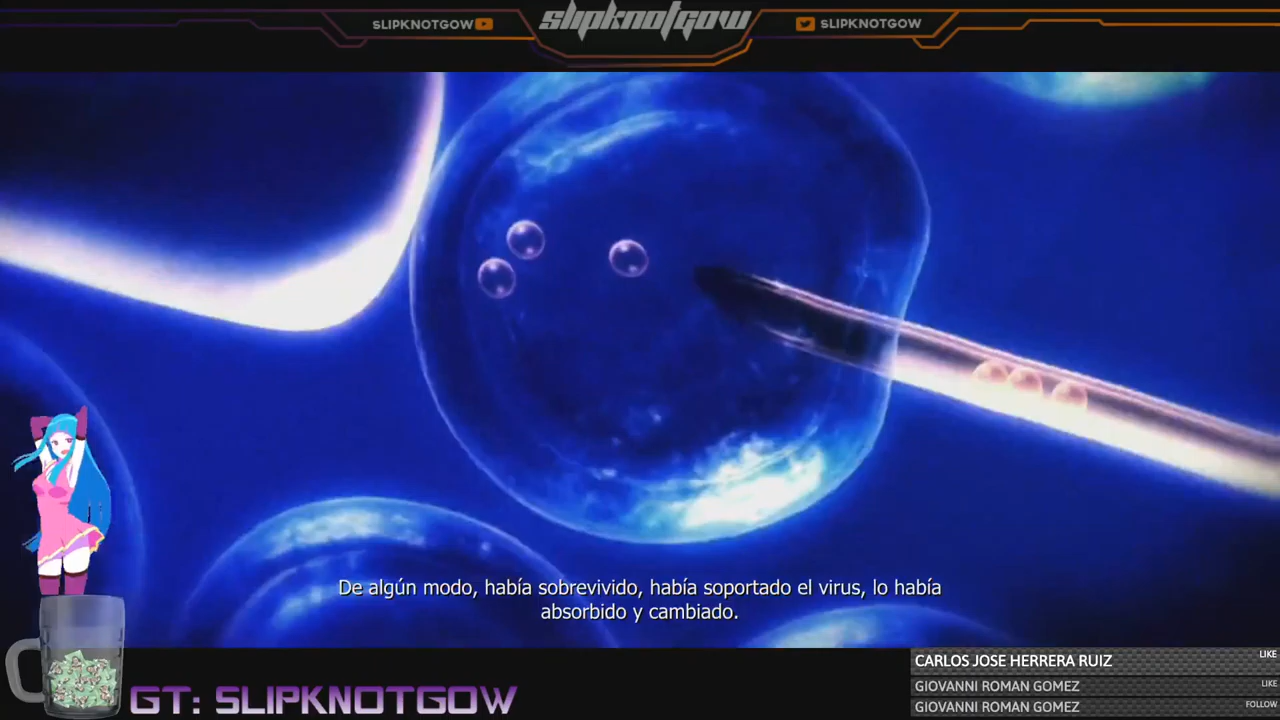 SLIPKNOTGOW
slipknotgow
SLIPKNOTGOW
De algún modo, había sobrevivido, había soportado el virus, lo había
absorbido y cambiado.
CARLOS JOSE HERRERA RUIZ LIKE
GIOVANNI ROMAN GOMEZ LIKE
GIOVANNI ROMAN GOMEZ FOLLOW
GT: SLIPKNOTGOW